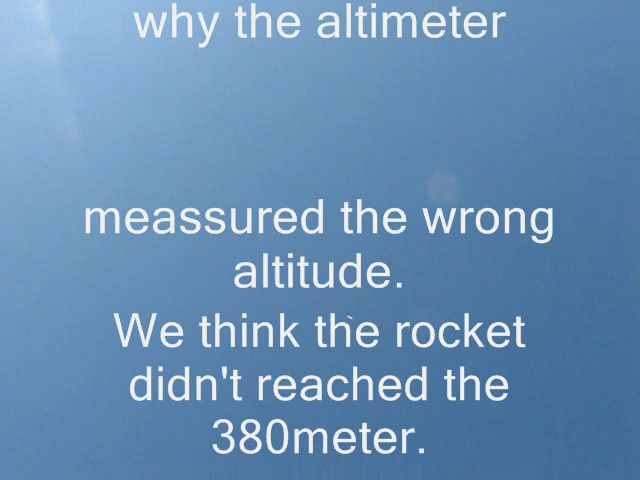 why the altimeter
meassured the wrong
altitude.
We think the rocket
didn't reached the
380meter.